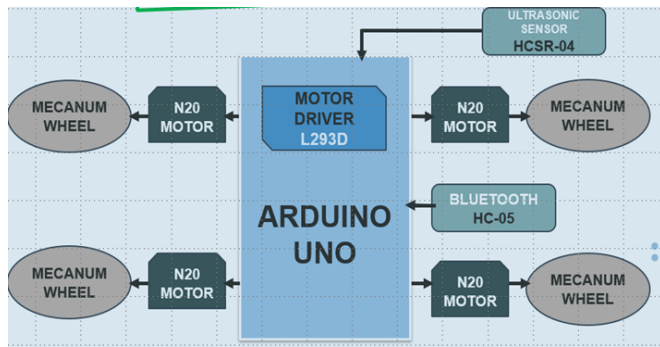 ULTRASONIC
SENSOR
HCSR-04
MECANUM
WHEEL
N20
MOTOR
MOTOR
DRIVER
L293D
N20
MOTOR
MECANUM
WHEEL
BLUETOOTH
HC-05
ARDUINO
UNO
MECANUM
WHEEL
N20
MOTOR
N20
MOTOR
MECANUM
WHEEL